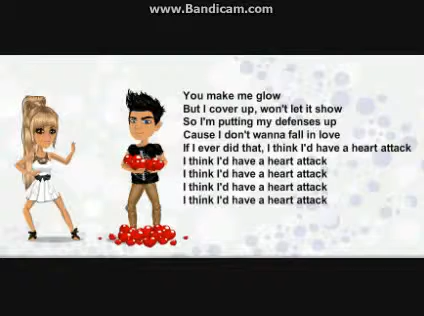 www.Bandicam.com
You make me glow
But I cover up, won't let it show
So I'm putting my defenses up
Cause I don't wanna fall in love
If I ever did that, I think I'd have a heart attack
I think I'd have a heart attack
I think I'd have a heart attack
I think I'd have a heart attack
I think I'd have a heart attack